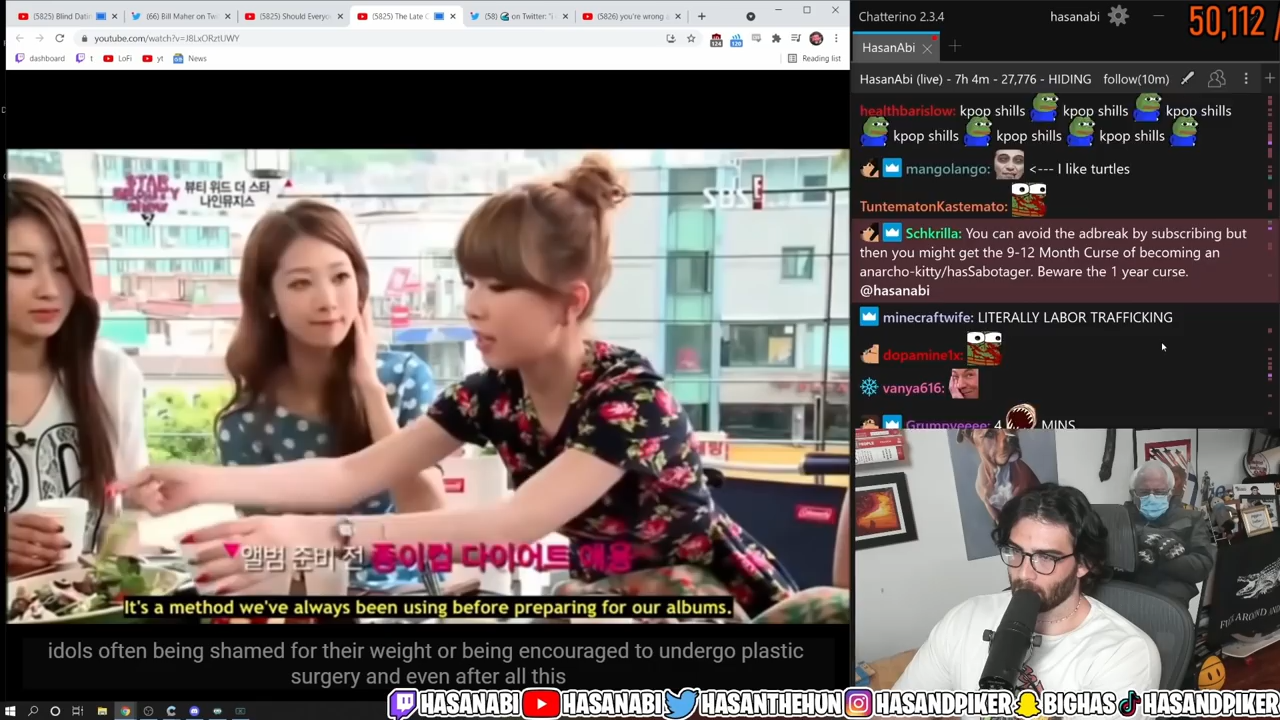 (5825) Blind Datin
(66) Bill Maher on Tw
(5825) Should Everyo
(5825) The Late C
(58) on Twitter: "i
(5826) you're wrong a
youtube.com/watch?v=J8LxORztUWY
dashboard
t
LoFi
yt
News
Reading list
Chatterino 2.3.4
hasanabi
50,112 /
HasanAbi
HasanAbi (live) - 7h 4m - 27,776 - HIDING
follow(10m)
healthbarislow: kpop shills kpop shills kpop shills
kpop shills kpop shills kpop shills
mangolango: <--- I like turtles
TuntematonKastemato:
Schkrilla: You can avoid the adbreak by subscribing but
then you might get the 9-12 Month Curse of becoming an
anarcho-kitty/hasSabotager. Beware the 1 year curse.
@hasanabi
minecraftwife: LITERALLY LABOR TRAFFICKING
dopamine1x:
vanya616:
Grumpyeeee: 4 MINS
STAR
BEAUTY
SHOW
뷰티 위드 더 스타
나인뮤지스
SBS E
앨범 준비 전 종이컵 다이어트 애용
It's a method we've always been using before preparing for our albums.
idols often being shamed for their weight or being encouraged to undergo plastic
surgery and even after all this
HASANABI
HASANABI
HASANTHEHUN
HASANDPIKER
BIGHAS
HASANDPIKER